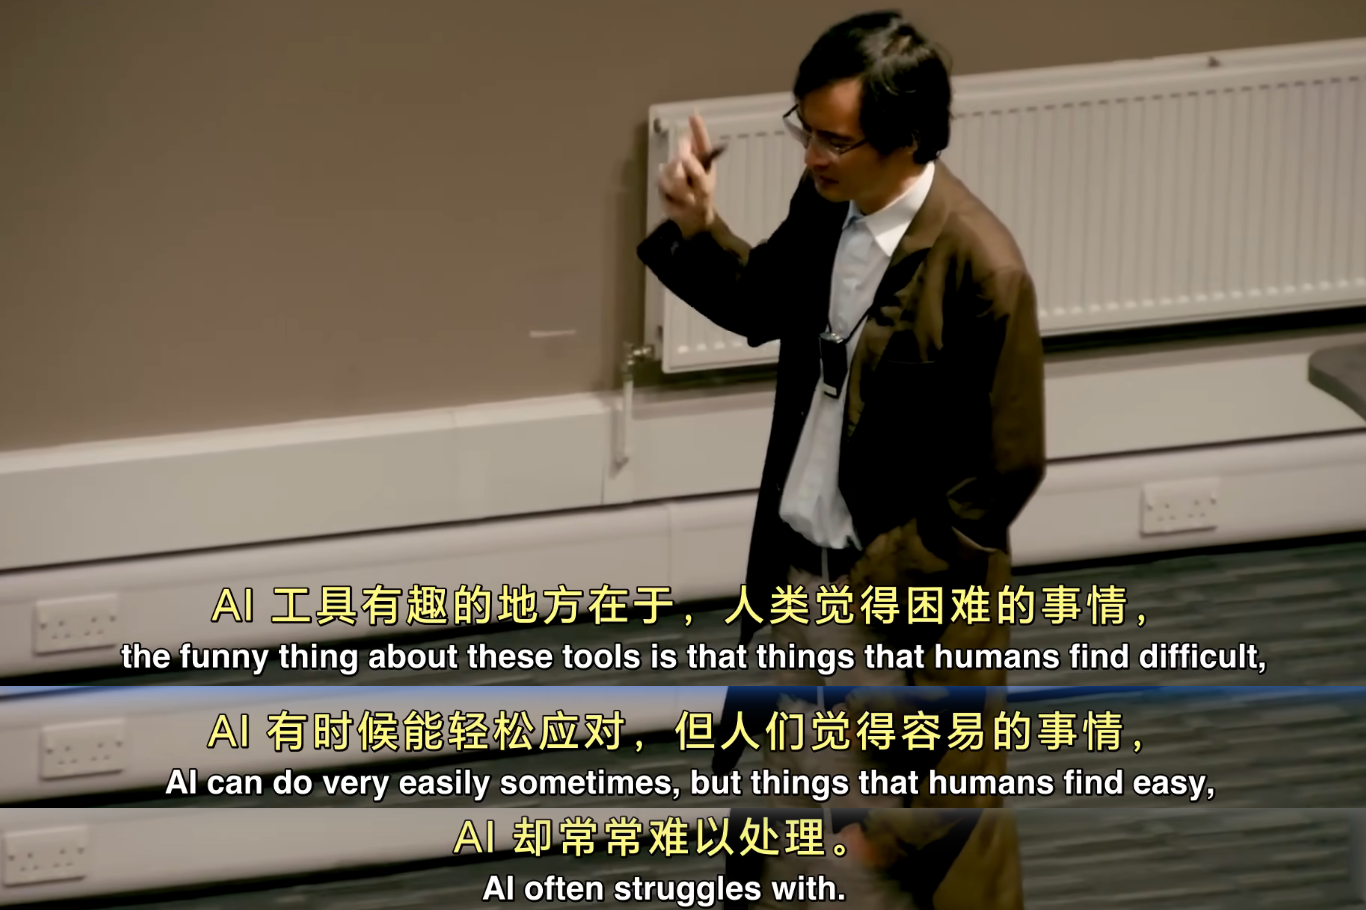 AI 工具有趣的地方在于，人类觉得困难的事情，
the funny thing about these tools is that things that humans find difficult,
AI 有时候能轻松应对，但人们觉得容易的事情，
AI can do very easily sometimes, but things that humans find easy,
AI 却常常难以处理。
AI often struggles with.